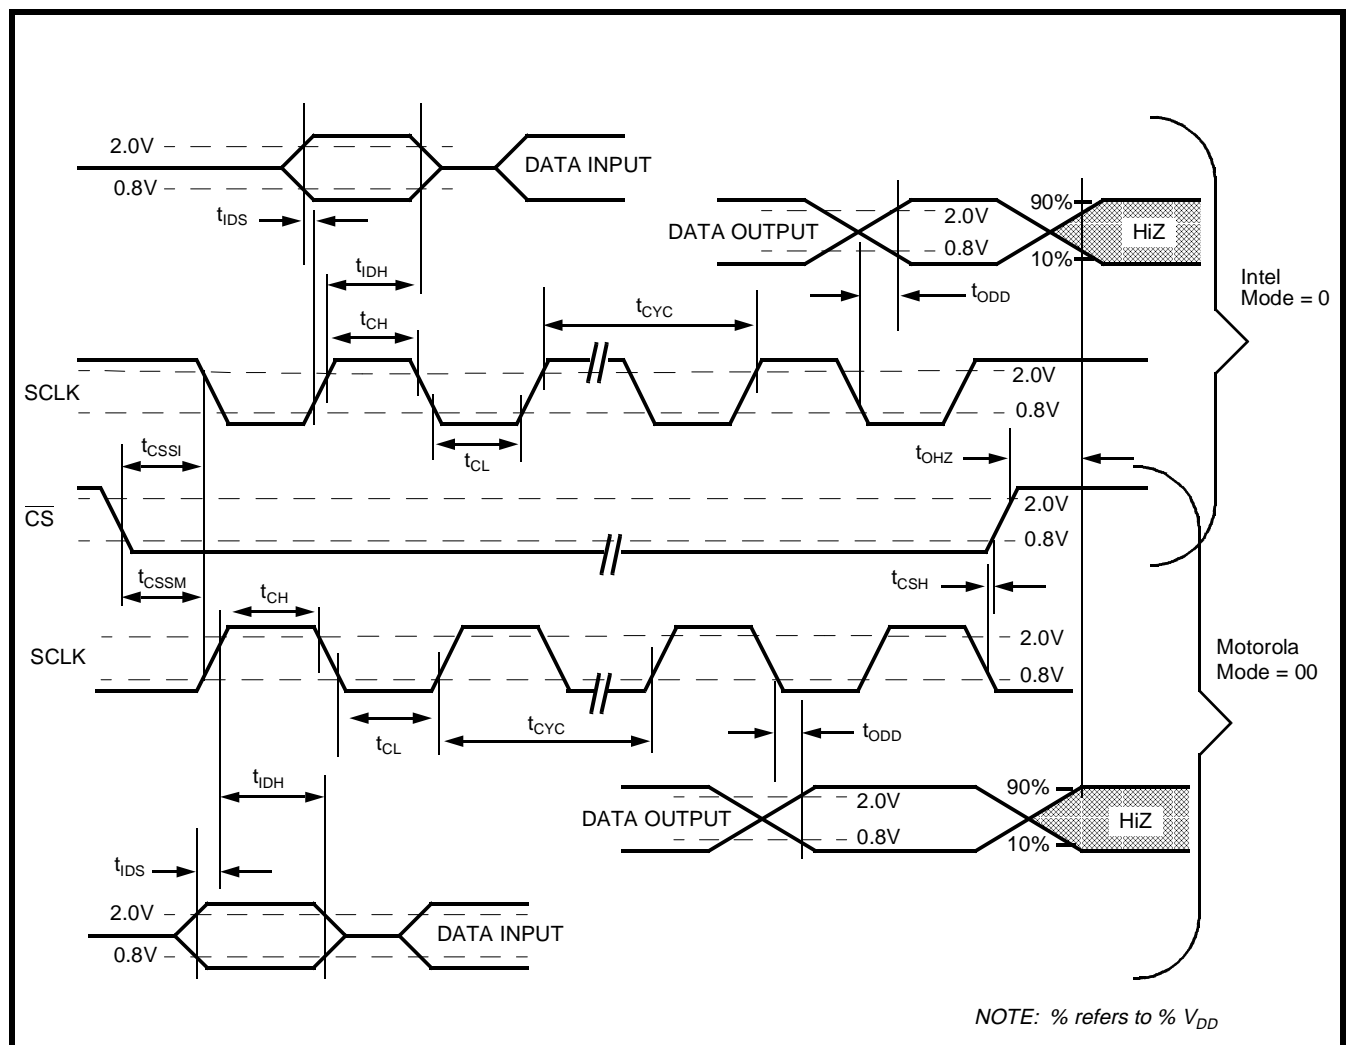 2.0V
DATA INPUT
0.8V
tIDS
90%
2.0V
DATA OUTPUT
HiZ
0.8V
10%
tIDH
tODD
Intel
Mode = 0
tCYC
tCH
2.0V
SCLK
0.8V
tCSSI
tCL
tOHZ
2.0V
CS
0.8V
tCSSM
tCH
tCSH
2.0V
SCLK
0.8V
Motorola
Mode = 00
tCL
tCYC
tODD
tIDH
90%
2.0V
DATA OUTPUT
HiZ
0.8V
10%
tIDS
2.0V
DATA INPUT
0.8V
NOTE: % refers to % VDD